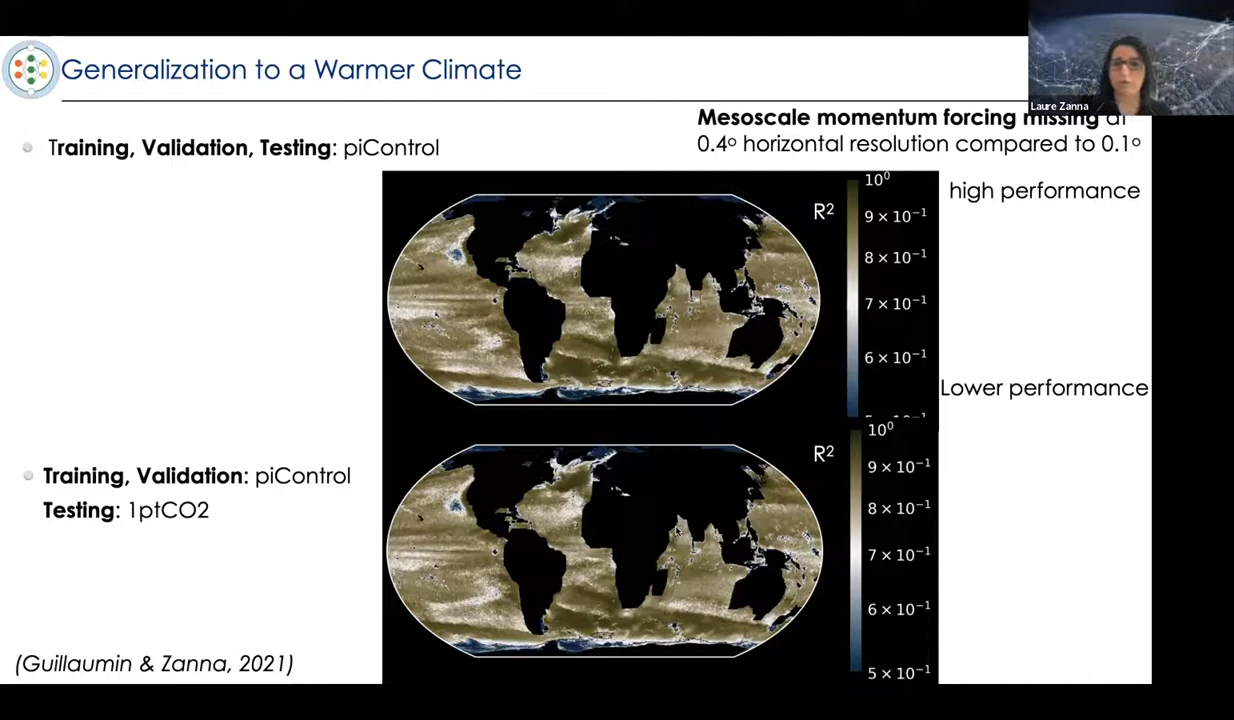 Generalization to a Warmer Climate
Laure Zanna
Mesoscale momentum forcing missing at
0.4º horizontal resolution compared to 0.1º
Training, Validation, Testing: piControl
R²
10⁰
9 × 10⁻¹
8 × 10⁻¹
7 × 10⁻¹
6 × 10⁻¹
high performance
Lower performance
R²
10⁰
9 × 10⁻¹
8 × 10⁻¹
7 × 10⁻¹
6 × 10⁻¹
5 × 10⁻¹
Training, Validation: piControl
Testing: 1ptCO2
(Guillaumin & Zanna, 2021)